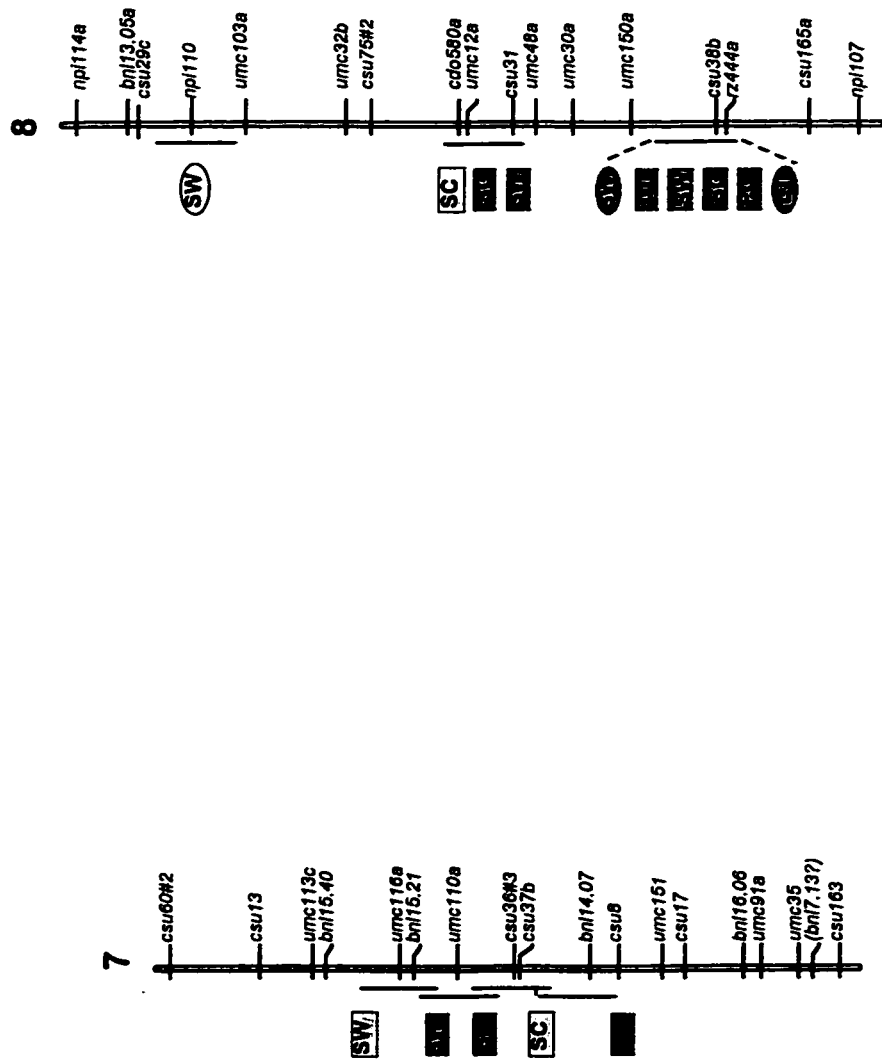 8
npl114a
bnl13.05a
csu29c
npl110
umc103a
umc32b
csu75#2
cdo580a
umc12a
csu31
umc48a
umc30a
umc150a
csu38b
rz444a
csu165a
npl107
SW
SC
SW
SW
7
csu60#2
csu13
umc113c
bnl15.40
umc116a
bnl15.21
umc110a
csu36#3
csu37b
bnl14.07
csu8
umc151
csu17
bnl16.06
umc91a
umc35
(bnl7.13?)
csu163
SW
SC